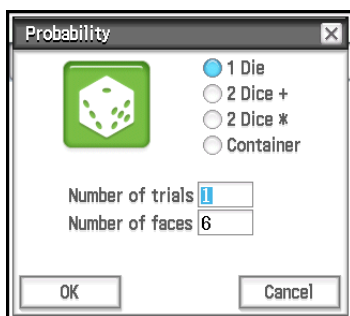 Probability
1 Die
2 Dice +
2 Dice *
Container
Number of trials 1
Number of faces 6
OK Cancel